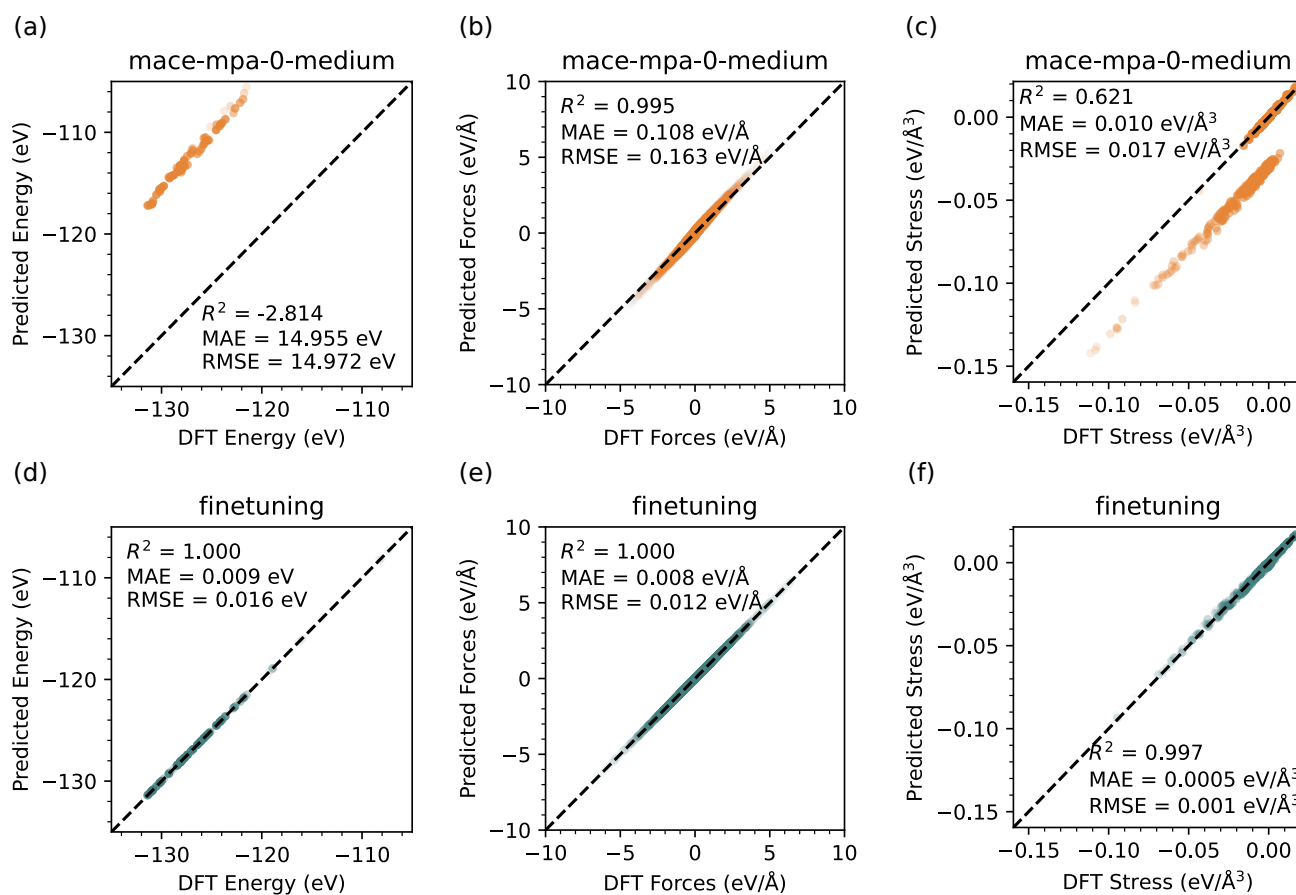 (a)
mace-mpa-0-medium
Predicted Energy (eV)
−110
−120
−130
R² = -2.814
MAE = 14.955 eV
RMSE = 14.972 eV
−130
−120
−110
DFT Energy (eV)
(b)
mace-mpa-0-medium
Predicted Forces (eV/Å)
10
5
0
−5
−10
R² = 0.995
MAE = 0.108 eV/Å
RMSE = 0.163 eV/Å
−10
−5
0
5
10
DFT Forces (eV/Å)
(c)
mace-mpa-0-medium
Predicted Stress (eV/Å³)
0.00
−0.05
−0.10
−0.15
R² = 0.621
MAE = 0.010 eV/Å³
RMSE = 0.017 eV/Å³
−0.15
−0.10
−0.05
0.00
DFT Stress (eV/Å³)
(d)
finetuning
Predicted Energy (eV)
−110
−120
−130
R² = 1.000
MAE = 0.009 eV
RMSE = 0.016 eV
−130
−120
−110
DFT Energy (eV)
(e)
finetuning
Predicted Forces (eV/Å)
10
5
0
−5
−10
R² = 1.000
MAE = 0.008 eV/Å
RMSE = 0.012 eV/Å
−10
−5
0
5
10
DFT Forces (eV/Å)
(f)
finetuning
Predicted Stress (eV/Å³)
0.00
−0.05
−0.10
−0.15
R² = 0.997
MAE = 0.0005 eV/Å³
RMSE = 0.001 eV/Å³
−0.15
−0.10
−0.05
0.00
DFT Stress (eV/Å³)